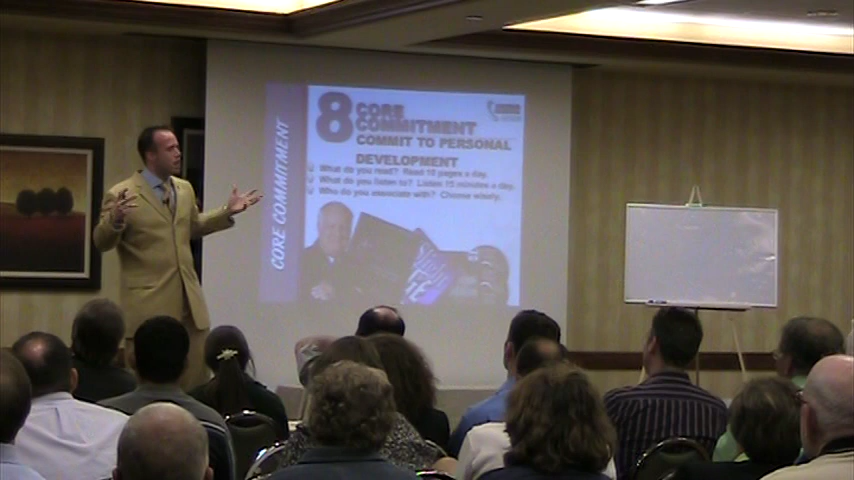 8 CORE
COMMITMENT
COMMIT TO PERSONAL
DEVELOPMENT
What do you read? Read 10 pages a day.
What do you listen to? Listen 15 minutes a day.
Who do you associate with? Choose wisely.
CORE COMMITMENT